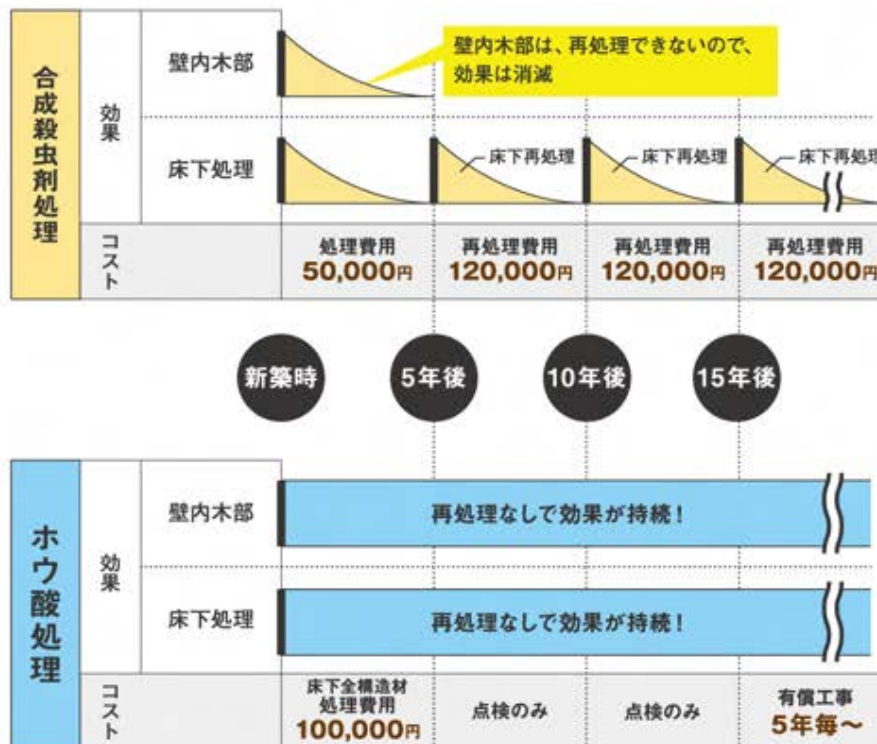 合成殺虫剤処理
効果
壁内木部
壁内木部は、再処理できないので、
効果は消滅
床下処理
床下再処理
床下再処理
床下再処理
コスト
処理費用
50,000円
再処理費用
120,000円
再処理費用
120,000円
再処理費用
120,000円
新築時
5年後
10年後
15年後
ホウ酸処理
効果
壁内木部
再処理なしで効果が持続！
床下処理
再処理なしで効果が持続！
コスト
床下全構造材
処理費用
100,000円
点検のみ
点検のみ
有償工事
5年毎〜